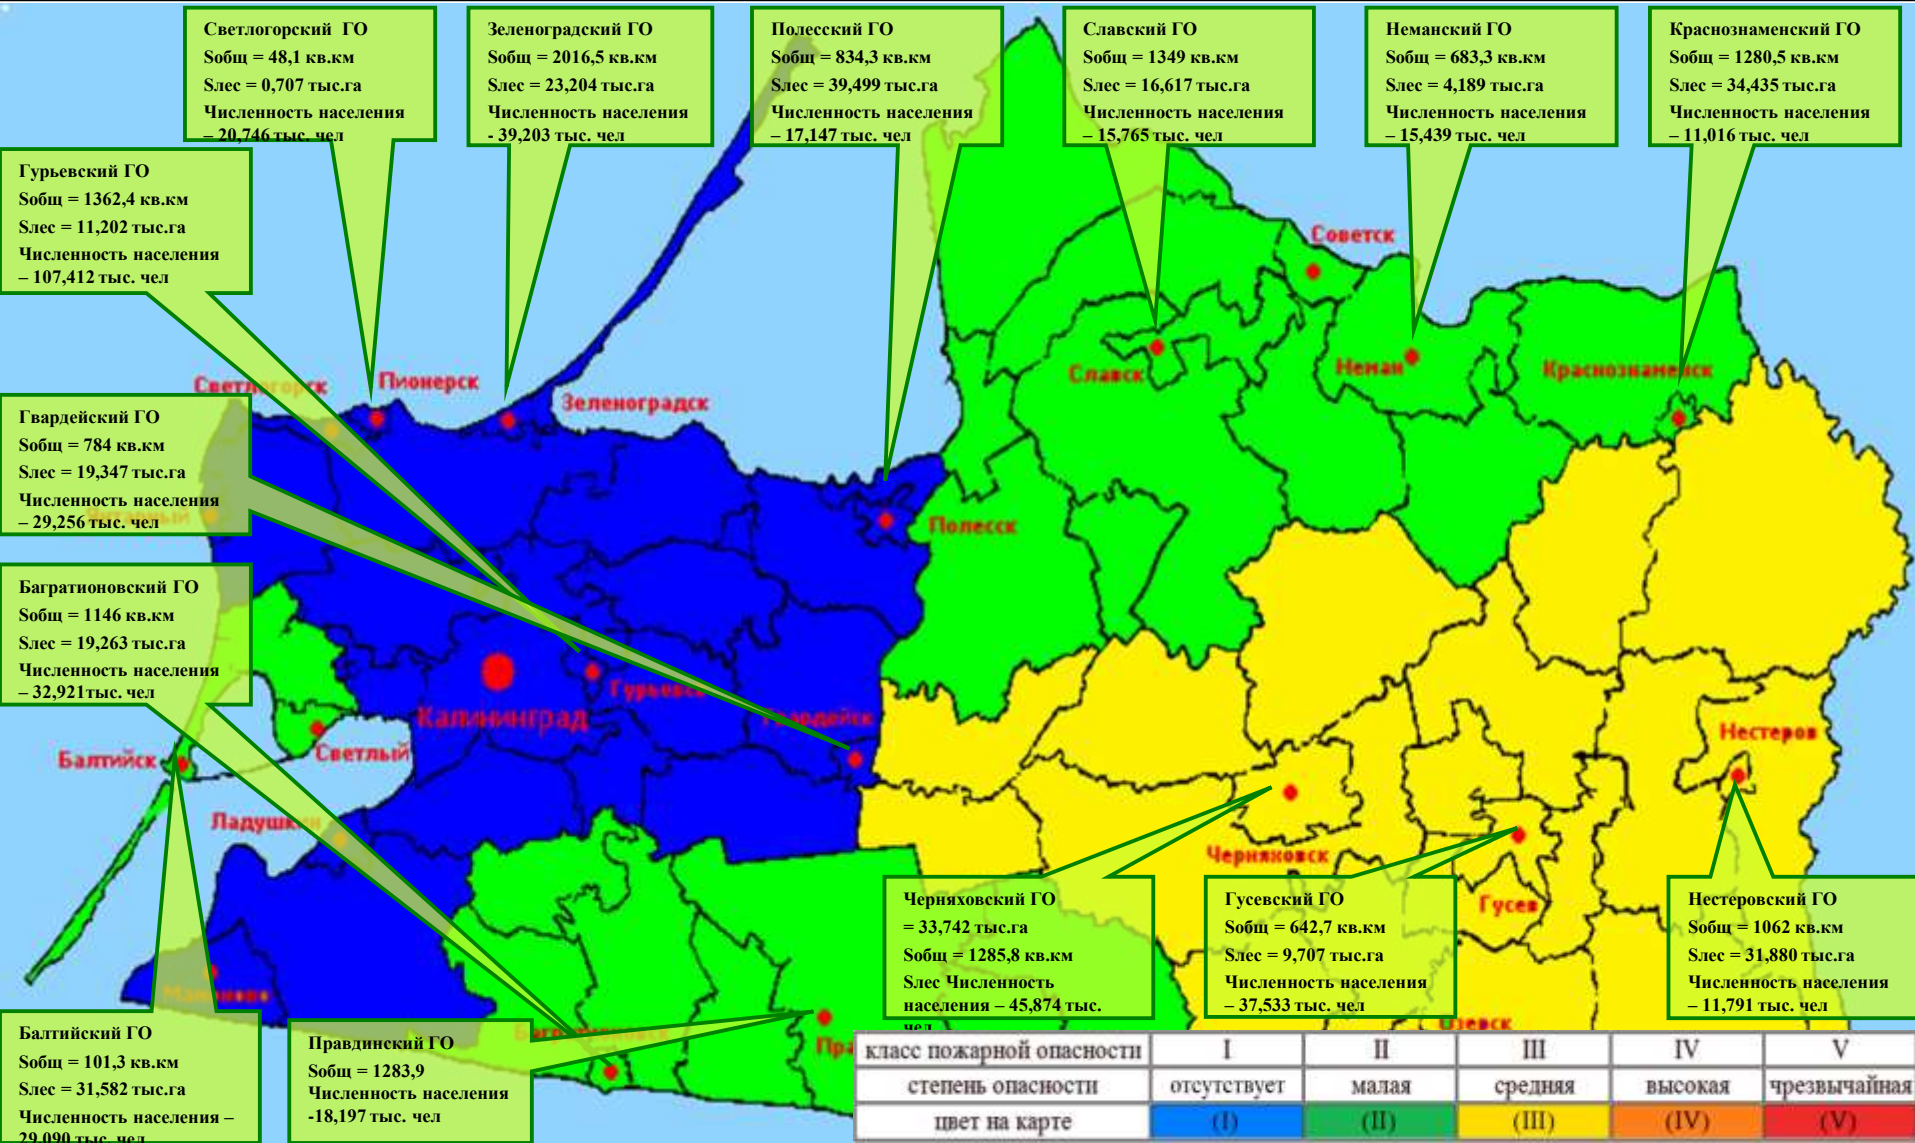 Светлогорский ГО
Sобщ = 48,1 кв.км
Sлес = 0,707 тыс.га
Численность населения
– 20,746 тыс. чел
Зеленоградский ГО
Sобщ = 2016,5 кв.км
Sлес = 23,204 тыс.га
Численность населения
- 39,203 тыс. чел
Полесский ГО
Sобщ = 834,3 кв.км
Sлес = 39,499 тыс.га
Численность населения
– 17,147 тыс. чел
Славский ГО
Sобщ = 1349 кв.км
Sлес = 16,617 тыс.га
Численность населения
– 15,765 тыс. чел
Неманский ГО
Sобщ = 683,3 кв.км
Sлес = 4,189 тыс.га
Численность населения
– 15,439 тыс. чел
Краснознаменский ГО
Sобщ = 1280,5 кв.км
Sлес = 34,435 тыс.га
Численность населения
– 11,016 тыс. чел
Гурьевский ГО
Sобщ = 1362,4 кв.км
Sлес = 11,202 тыс.га
Численность населения
– 107,412 тыс. чел
Советск
Славск
Неман
Краснознаменск
Светлогорск
Пионерск
Зеленоградск
Гвардейский ГО
Sобщ = 784 кв.км
Sлес = 19,347 тыс.га
Численность населения
– 29,256 тыс. чел
Янтарный
Полесск
Багратионовский ГО
Sобщ = 1146 кв.км
Sлес = 19,263 тыс.га
Численность населения
– 32,921тыс. чел
Гурьевск
Калининград
Гвардейск
Нестеров
Балтийск
Светлый
Ладушкин
Черняховск
Гусев
Мамоново
Черняховский ГО
= 33,742 тыс.га
Sобщ = 1285,8 кв.км
Sлес Численность
населения – 45,874 тыс.
чел
Гусевский ГО
Sобщ = 642,7 кв.км
Sлес = 9,707 тыс.га
Численность населения
– 37,533 тыс. чел
Нестеровский ГО
Sобщ = 1062 кв.км
Sлес = 31,880 тыс.га
Численность населения
– 11,791 тыс. чел
Озерск
Багратионовск
Балтийский ГО
Sобщ = 101,3 кв.км
Sлес = 31,582 тыс.га
Численность населения –
29,090 тыс. чел
Правдинский ГО
Sобщ = 1283,9
Численность населения
-18,197 тыс. чел
Пра
класс пожарной опасности I II III IV V
степень опасности отсутствует малая средняя высокая чрезвычайная
цвет на карте (I) (II) (III) (IV) (V)